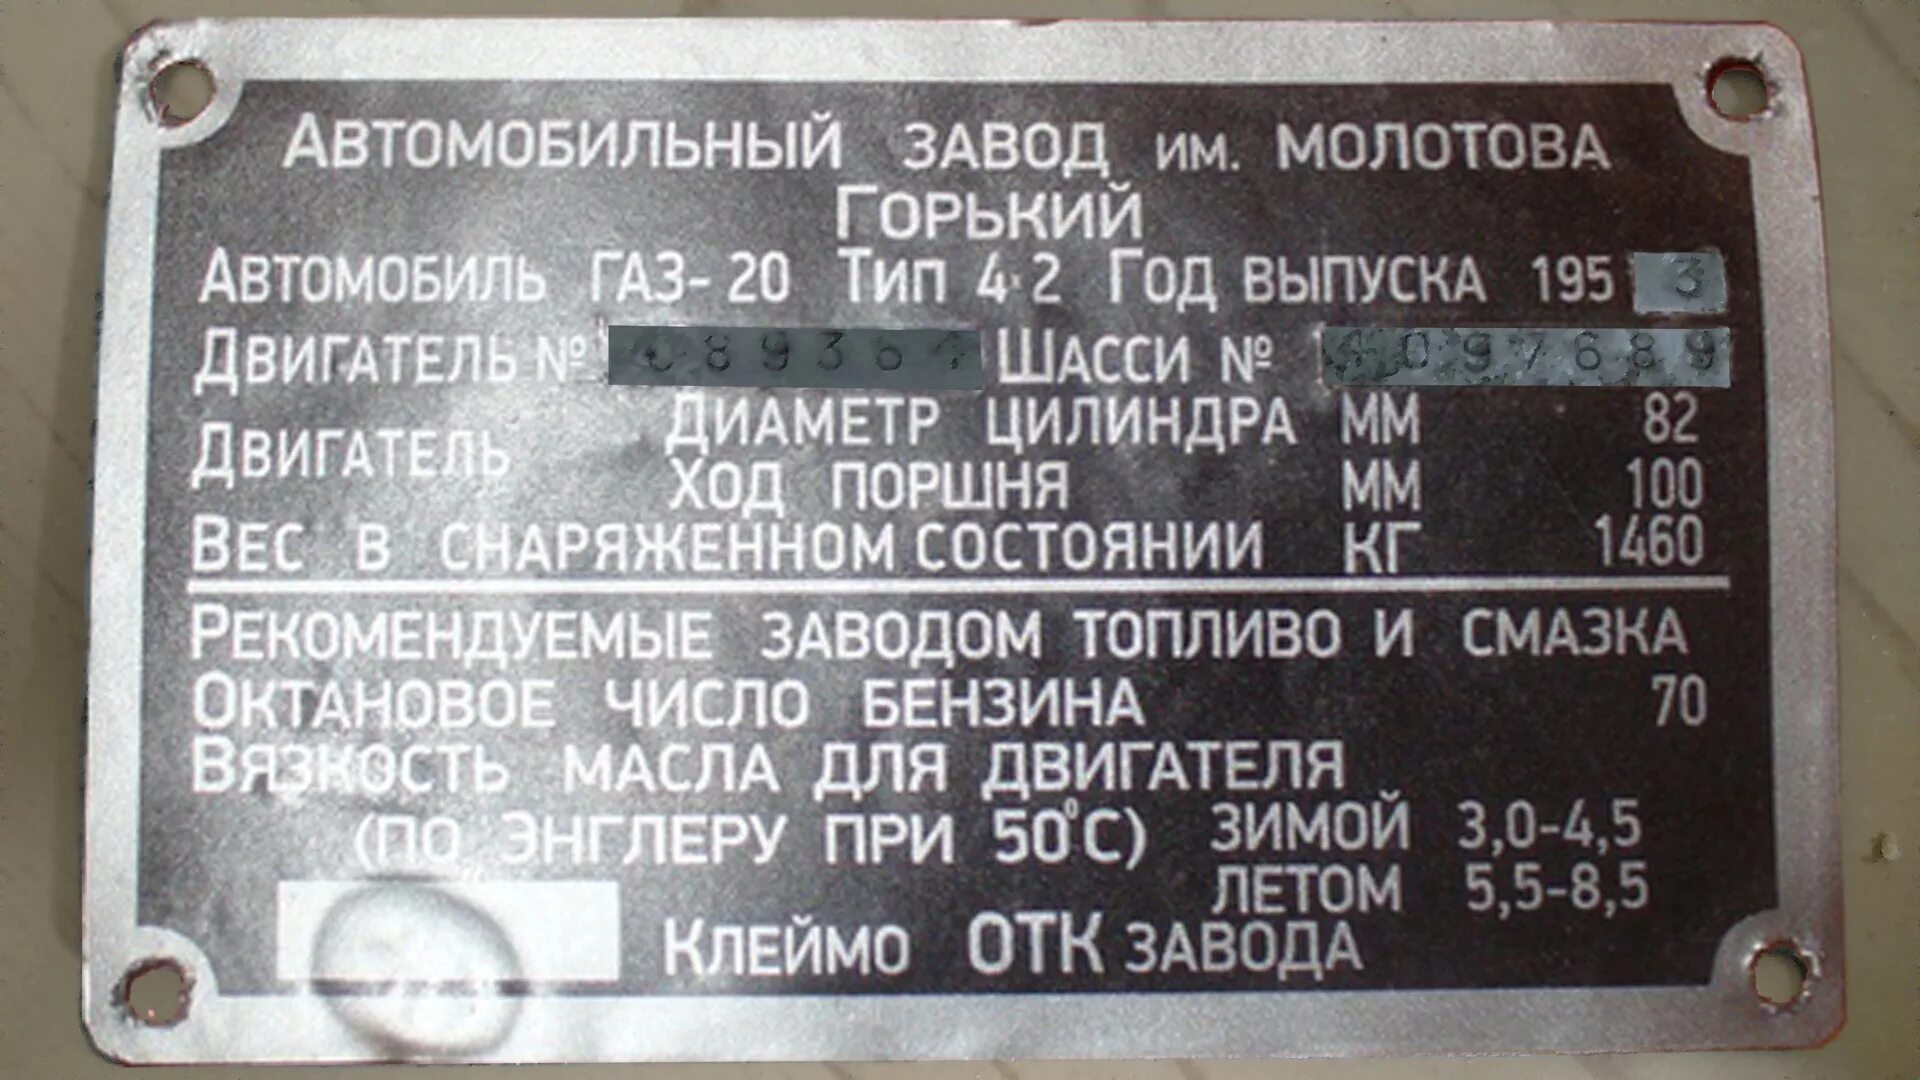 АВТОМОБИЛЬНЫЙ ЗАВОД ИМ. МОЛОТОВА
ГОРЬКИЙ
АВТОМОБИЛЬ ГАЗ-20 ТИП 4×2 ГОД ВЫПУСКА 1953
ДВИГАТЕЛЬ № ШАССИ №
ДВИГАТЕЛЬ ДИАМЕТР ЦИЛИНДРА ММ 82
ХОД ПОРШНЯ ММ 100
ВЕС В СНАРЯЖЕННОМ СОСТОЯНИИ КГ 1460
РЕКОМЕНДУЕМЫЕ ЗАВОДОМ ТОПЛИВО И СМАЗКА
ОКТАНОВОЕ ЧИСЛО БЕНЗИНА 70
ВЯЗКОСТЬ МАСЛА ДЛЯ ДВИГАТЕЛЯ
(ПО ЭНГЛЕРУ ПРИ 50°С) ЗИМОЙ 3,0-4,5
ЛЕТОМ 5,5-8,5
КЛЕЙМО ОТК ЗАВОДА